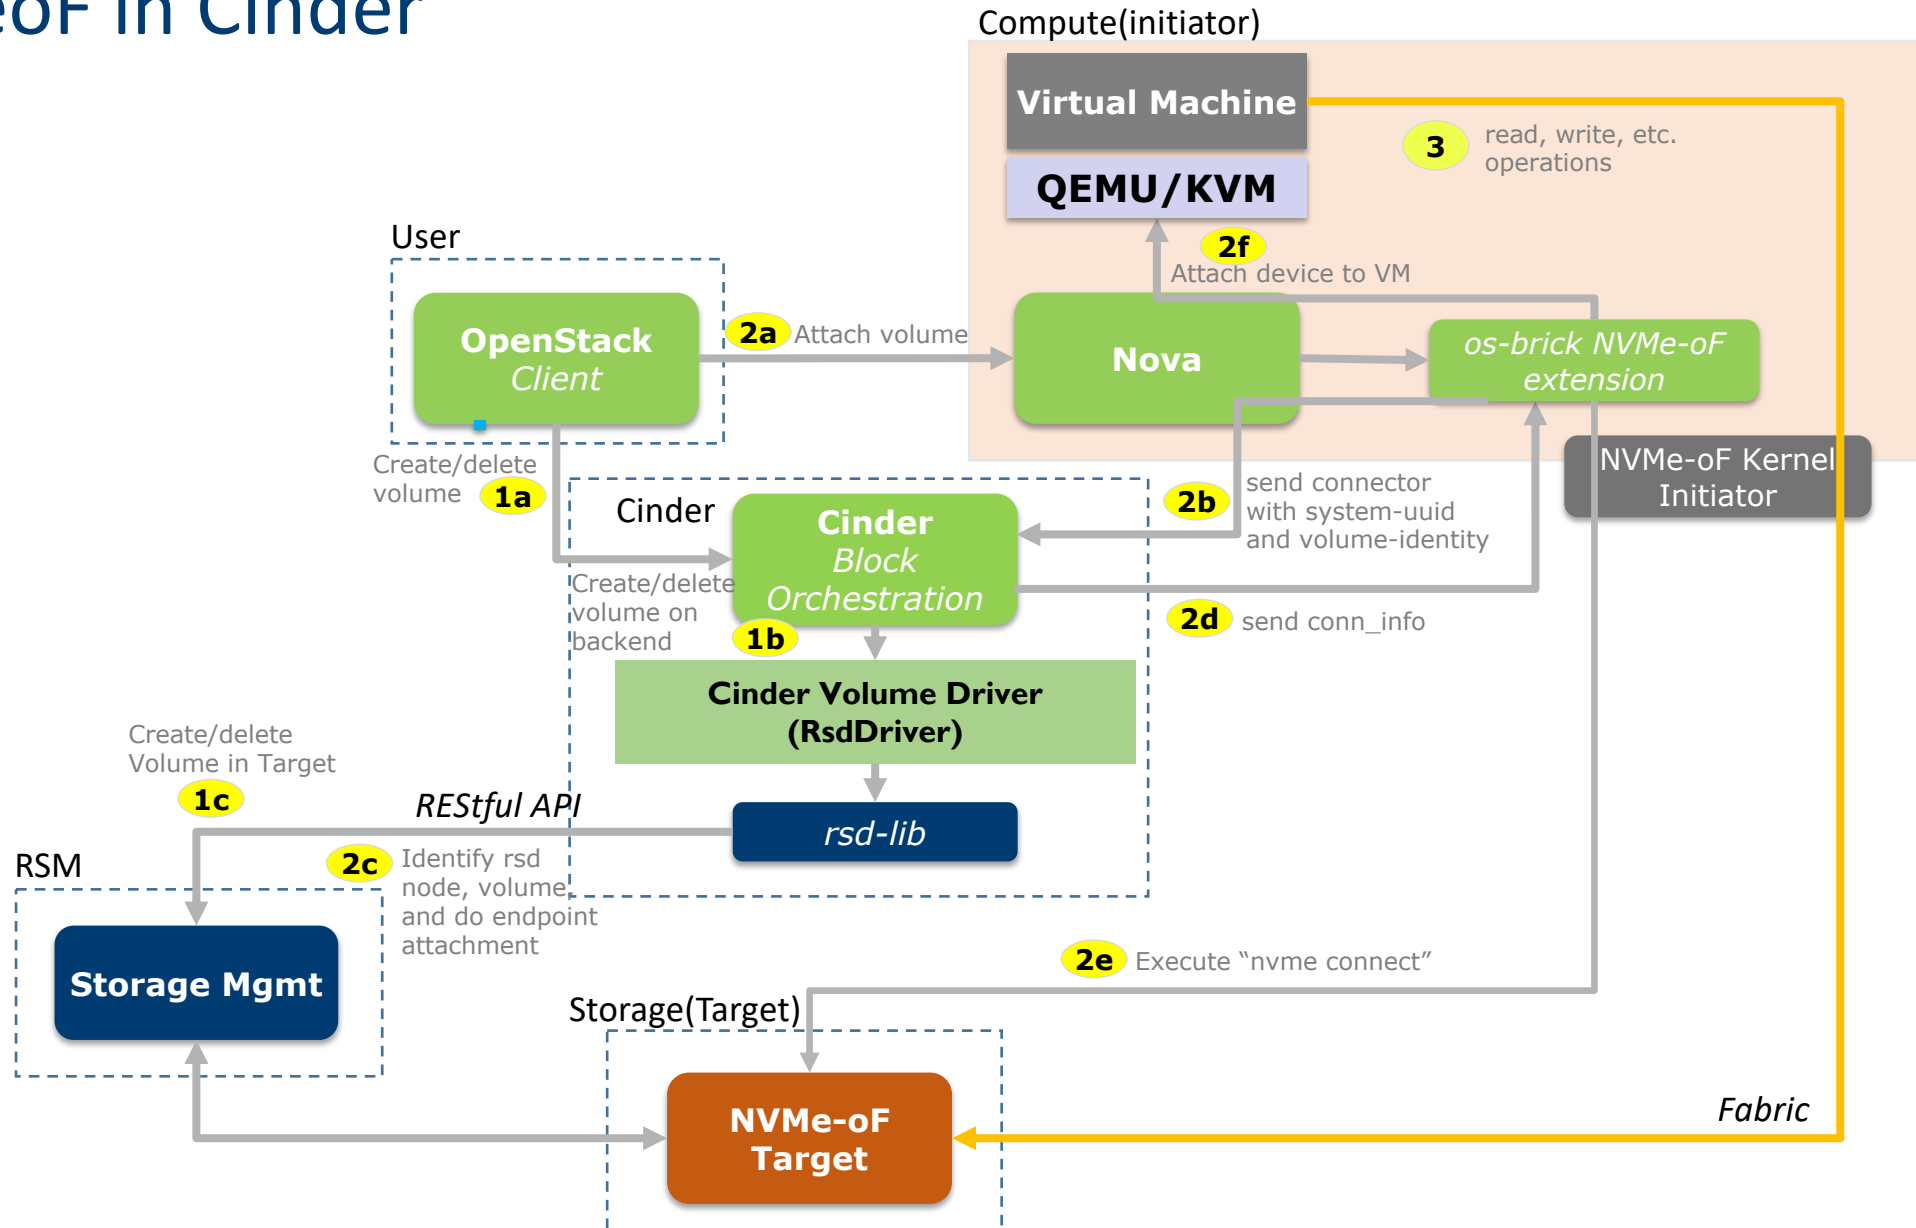 eoF in Cinder
Compute(initiator)
Virtual Machine
3
read, write, etc.
operations
QEMU/KVM
User
2f
Attach device to VM
OpenStack
Client
2a
Attach volume
Nova
os-brick NVMe-oF
extension
Create/delete
volume
1a
NVMe-oF Kernel
Initiator
Cinder
Cinder
Block
Orchestration
2b
send connector
with system-uuid
and volume-identity
Create/delete
volume on
backend
1b
2d
send conn_info
Cinder Volume Driver
(RsdDriver)
Create/delete
Volume in Target
1c
REStful API
rsd-lib
RSM
2c
Identify rsd
node, volume,
and do endpoint
attachment
Storage Mgmt
2e
Execute “nvme connect”
Storage(Target)
NVMe-oF
Target
Fabric